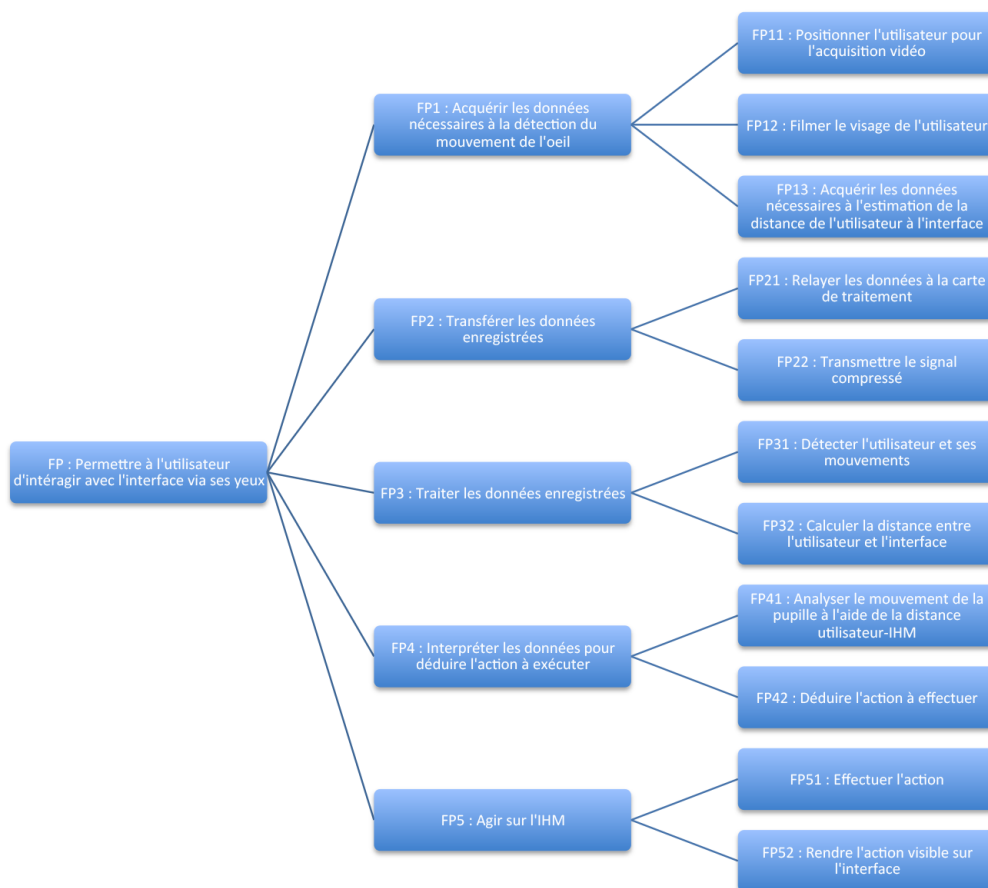 FP : Permettre à l'utilisateur
d'intéragir avec l'interface via ses yeux
FP1 : Acquérir les données
nécessaires à la détection du
mouvement de l'oeil
FP11 : Positionner l'utilisateur pour
l'acquisition vidéo
FP12 : Filmer le visage de l'utilisateur
FP13 : Acquérir les données
nécessaires à l'estimation de la
distance de l'utilisateur à l'interface
FP2 : Transférer les données
enregistrées
FP21 : Relayer les données à la carte
de traitement
FP22 : Transmettre le signal
compressé
FP3 : Traiter les données enregistrées
FP31 : Détecter l'utilisateur et ses
mouvements
FP32 : Calculer la distance entre
l'utilisateur et l'interface
FP4 : Interpréter les données pour
déduire l'action à exécuter
FP41 : Analyser le mouvement de la
pupille à l'aide de la distance
utilisateur-IHM
FP42 : Déduire l'action à effectuer
FP5 : Agir sur l'IHM
FP51 : Effectuer l'action
FP52 : Rendre l'action visible sur
l'interface